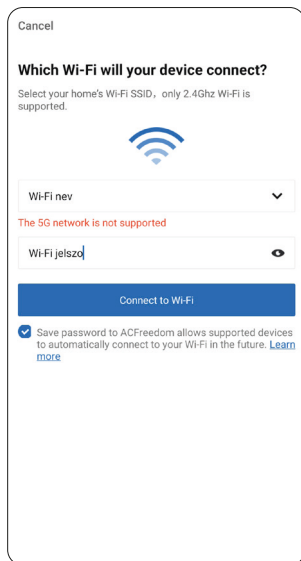 Cancel
Which Wi-Fi will your device connect?
Select your home's Wi-Fi SSID, only 2.4Ghz Wi-Fi is
supported.
Wi-Fi nev
The 5G network is not supported
Wi-Fi jelszo
Connect to Wi-Fi
Save password to ACFreedom allows supported devices
to automatically connect to your Wi-Fi in the future. Learn
more